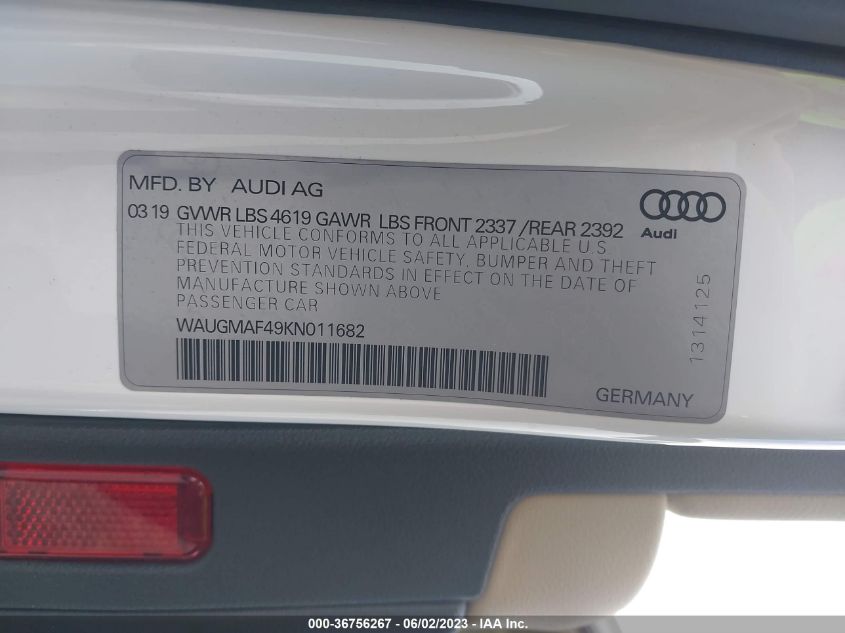 MFD. BY AUDI AG
03 19 GVWR LBS 4619 GAWR LBS FRONT 2337 /REAR 2392
THIS VEHICLE CONFORMS TO ALL APPLICABLE U.S
FEDERAL MOTOR VEHICLE SAFETY, BUMPER AND THEFT
PREVENTION STANDARDS IN EFFECT ON THE DATE OF
MANUFACTURE SHOWN ABOVE
PASSENGER CAR
WAUGMAF49KN011682
Audi
1314125
GERMANY
000-36756267 - 06/02/2023 - IAA Inc.